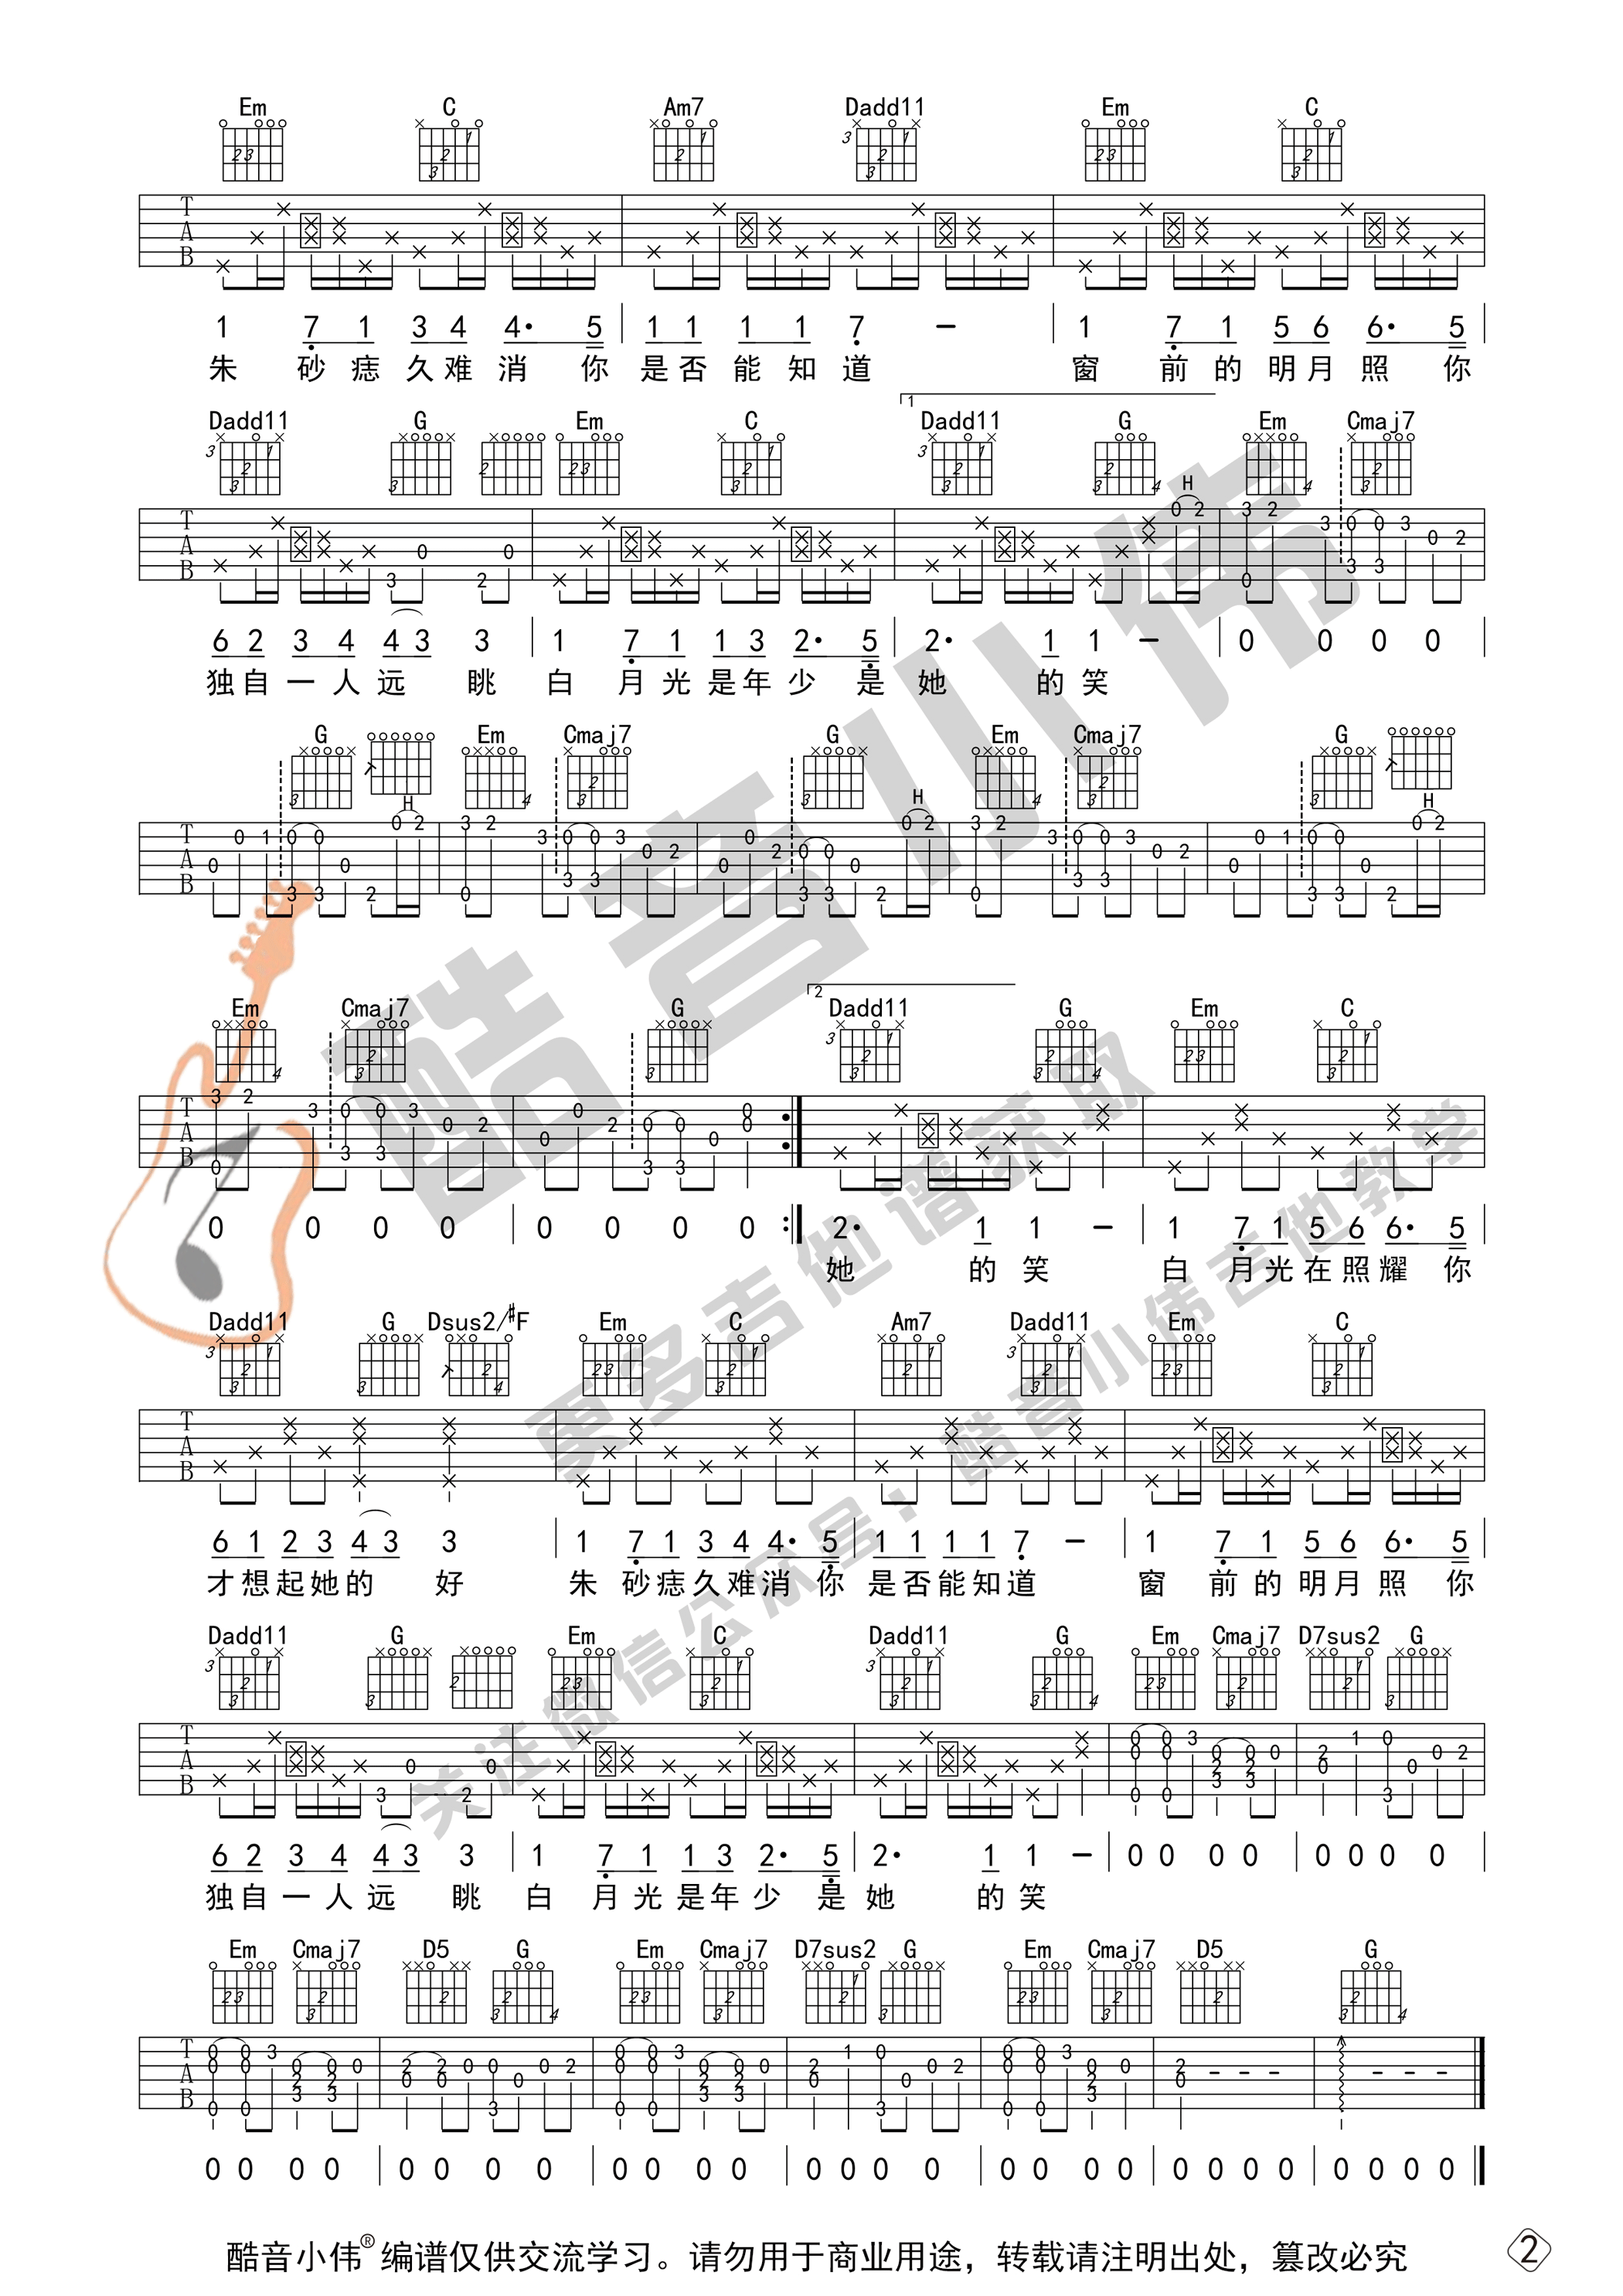 Em C Am7 Dadd11 Em C
1 7 1 3 4 4· 5 1 1 1 1 7 – 1 7 1 5 6 6· 5
朱 砂 痣 久 难 消 你 是 否 能 知 道 窗 前 的 明 月 照 你
1
Dadd11 G Em C Dadd11 G Em Cmaj7
H
6 2 3 4 4 3 3 1 7 1 1 3 2· 5 2· 1 1 – 0 0 0 0
独 自 一 人 远 眺 白 月 光 是 年 少 是 她 的 笑
G Em Cmaj7 G Em Cmaj7 G
H H H
2
Em Cmaj7 G Dadd11 G Em C
0 0 0 0 0 0 0 0 2· 1 1 – 1 7 1 5 6 6· 5
她 的 笑 白 月 光 在 照 耀 你
Dadd11 G Dsus2/#F Em C Am7 Dadd11 Em C
6 1 2 3 4 3 3 1 7 1 3 4 4· 5 1 1 1 1 7 – 1 7 1 5 6 6· 5
才 想 起 她 的 好 朱 砂 痣 久 难 消 你 是 否 能 知 道 窗 前 的 明 月 照 你
Dadd11 G Em C Dadd11 G Em Cmaj7 D7sus2 G
6 2 3 4 4 3 3 1 7 1 1 3 2· 5 2· 1 1 – 0 0 0 0 0 0 0 0
独 自 一 人 远 眺 白 月 光 是 年 少 是 她 的 笑
Em Cmaj7 D5 G Em Cmaj7 D7sus2 G Em Cmaj7 D5 G
0 0 0 0 0 0 0 0 0 0 0 0 0 0 0 0 0 0 0 0 0 0 0 0 0 0 0 0
酷音小伟® 编谱仅供交流学习。请勿用于商业用途，转载请注明出处，篡改必究
2
酷音小伟
更多吉他谱获取
关注微信公众号：酷音小伟吉他教学